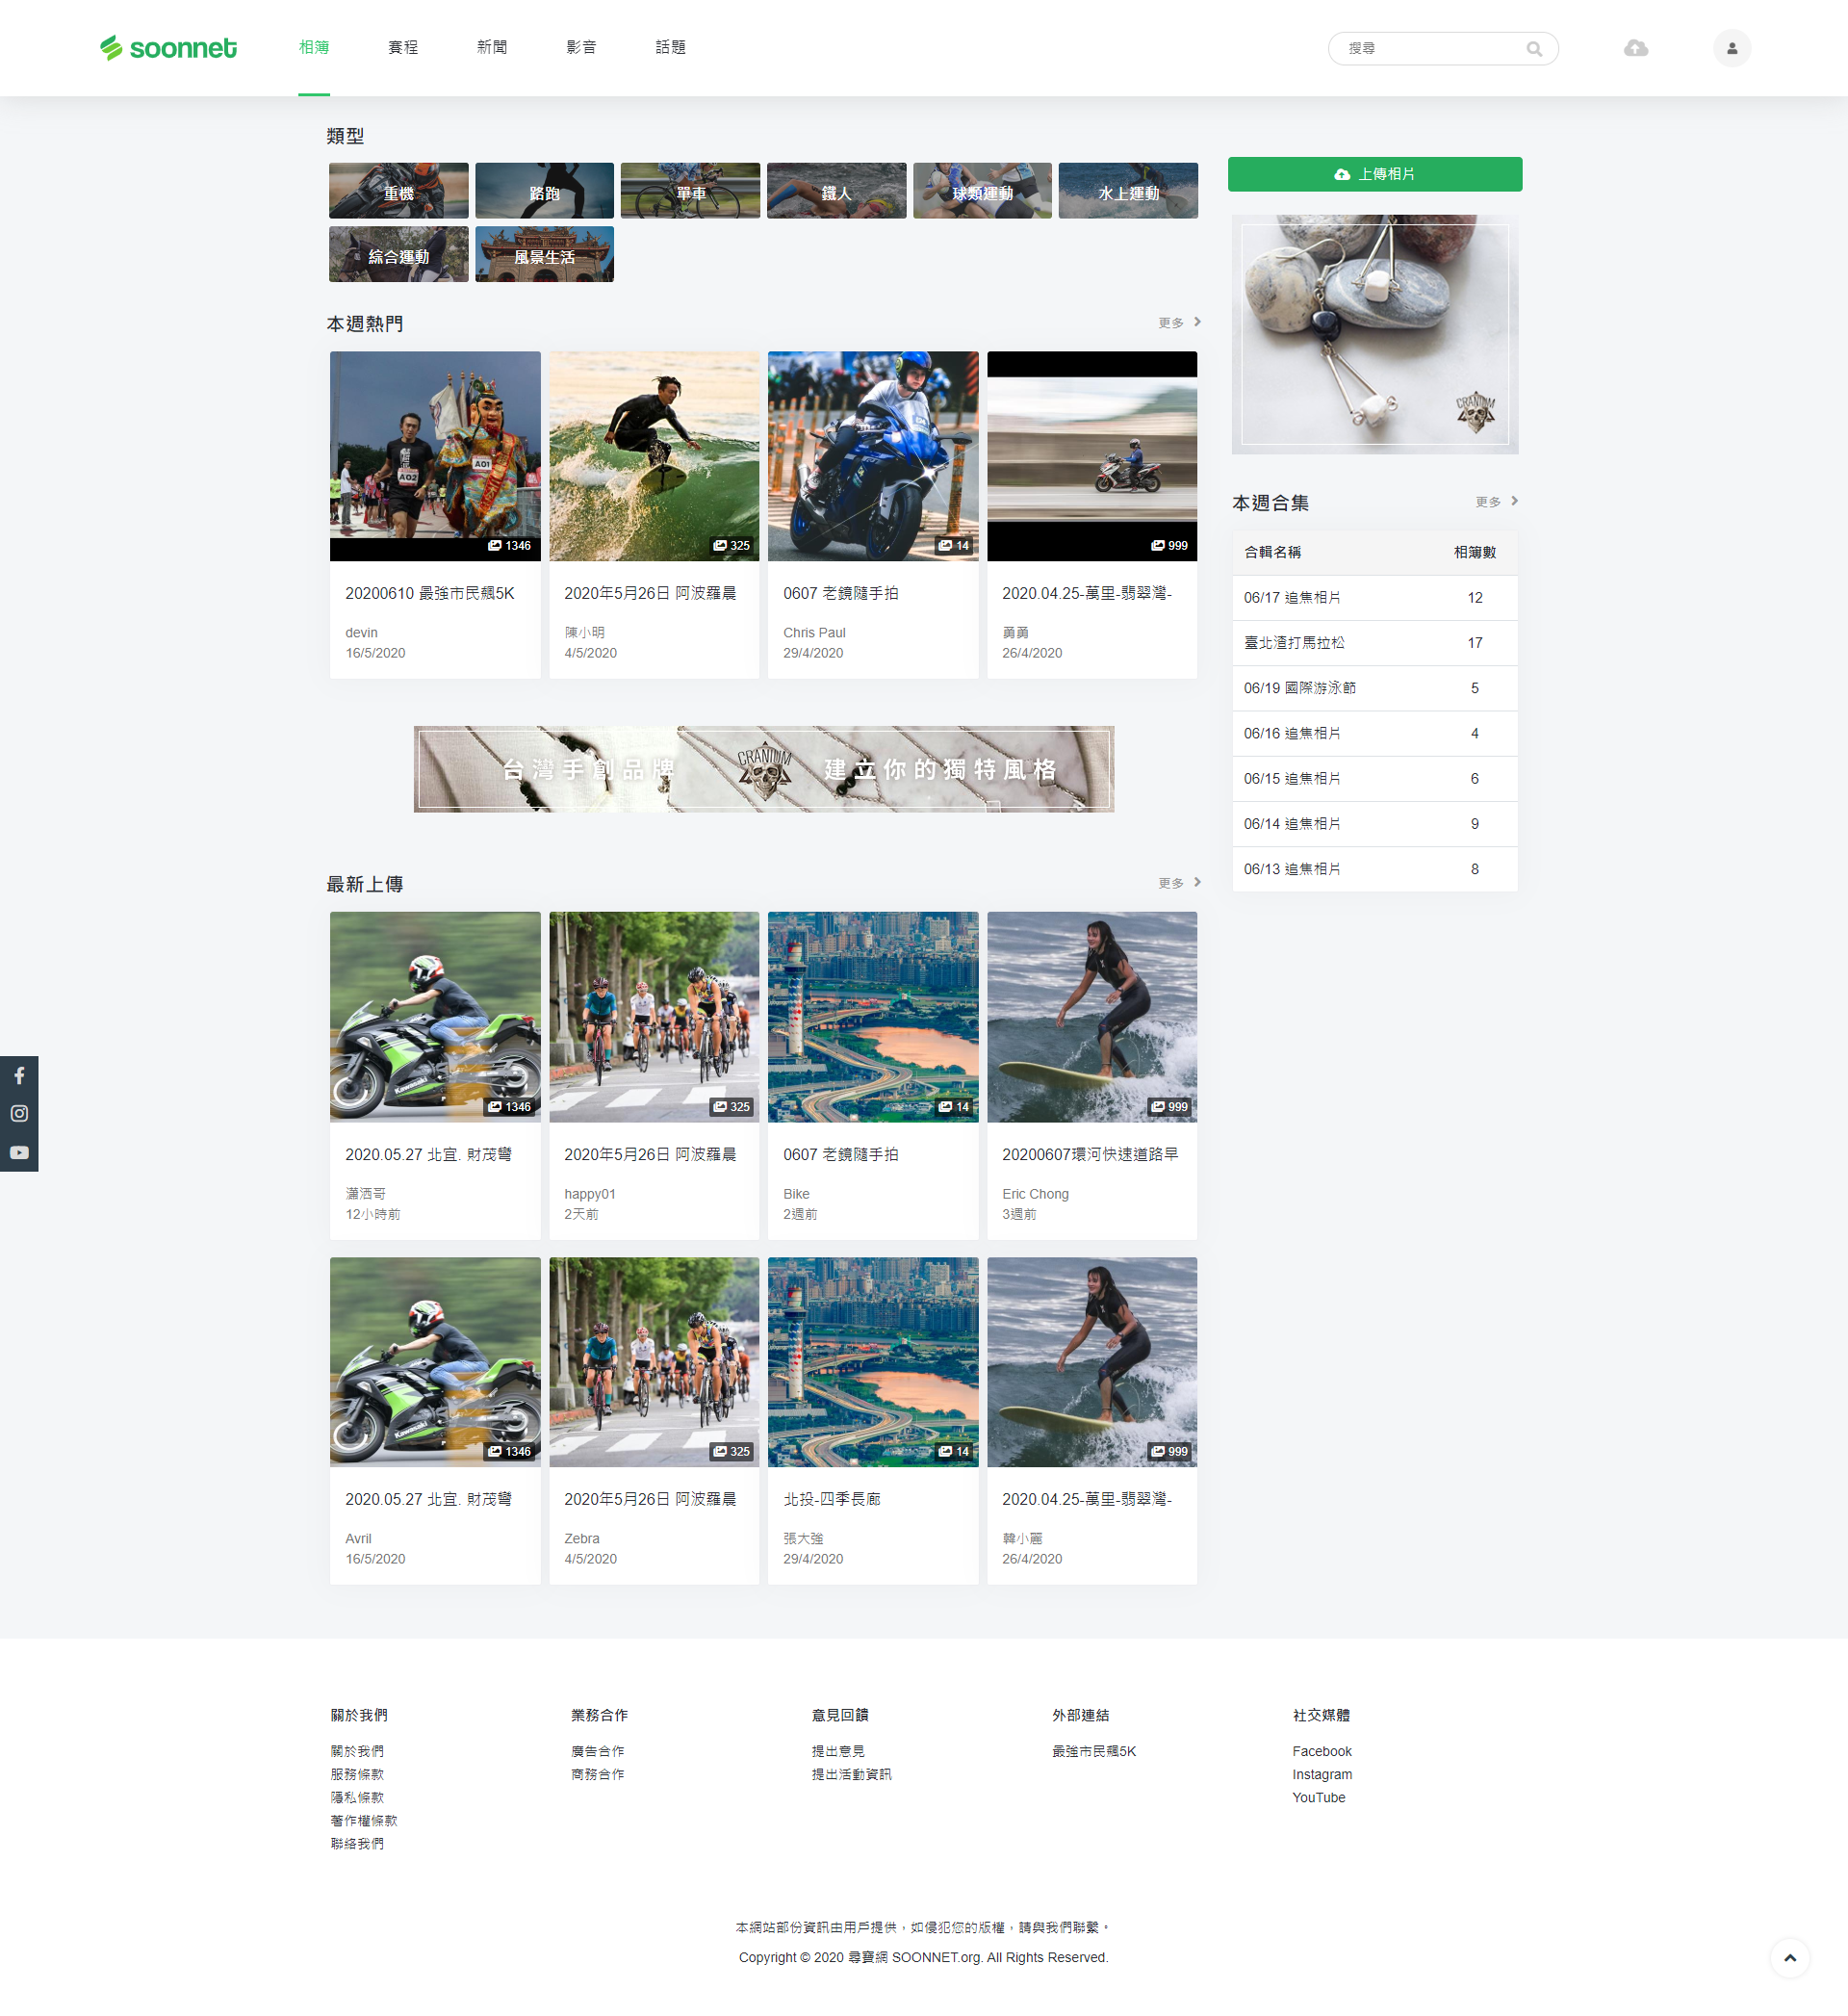 soonnet
相簿
賽程
新聞
影音
話題
搜尋
類型
重機
路跑
單車
鐵人
球類運動
水上運動
綜合運動
風景生活
上傳相片
CRANIUM
本週熱門
更多
1346
325
14
999
A01
A02
20200610 最強市民飆5K
devin
16/5/2020
2020年5月26日 阿波羅晨
陳小明
4/5/2020
0607 老鏡隨手拍
Chris Paul
29/4/2020
2020.04.25-萬里-翡翠灣-
勇勇
26/4/2020
本週合集
更多
合輯名稱 相簿數
06/17 追焦相片 12
臺北渣打馬拉松 17
06/19 國際游泳節 5
06/16 追焦相片 4
06/15 追焦相片 6
06/14 追焦相片 9
06/13 追焦相片 8
台灣手創品牌 CRANIUM 建立你的獨特風格
最新上傳
更多
1346
325
14
999
Kawasaki
2020.05.27 北宜. 財茂彎
瀟洒哥
12小時前
2020年5月26日 阿波羅晨
happy01
2天前
0607 老鏡隨手拍
Bike
2週前
20200607環河快速道路早
Eric Chong
3週前
1346
325
14
999
Kawasaki
2020.05.27 北宜. 財茂彎
Avril
16/5/2020
2020年5月26日 阿波羅晨
Zebra
4/5/2020
北投-四季長廊
張大強
29/4/2020
2020.04.25-萬里-翡翠灣-
韓小麗
26/4/2020
關於我們
關於我們
服務條款
隱私條款
著作權條款
聯絡我們
業務合作
廣告合作
商務合作
意見回饋
提出意見
提出活動資訊
外部連結
最強市民飆5K
社交媒體
Facebook
Instagram
YouTube
本網站部份資訊由用戶提供，如侵犯您的版權，請與我們聯繫。
Copyright © 2020 尋寶網 SOONNET.org. All Rights Reserved.